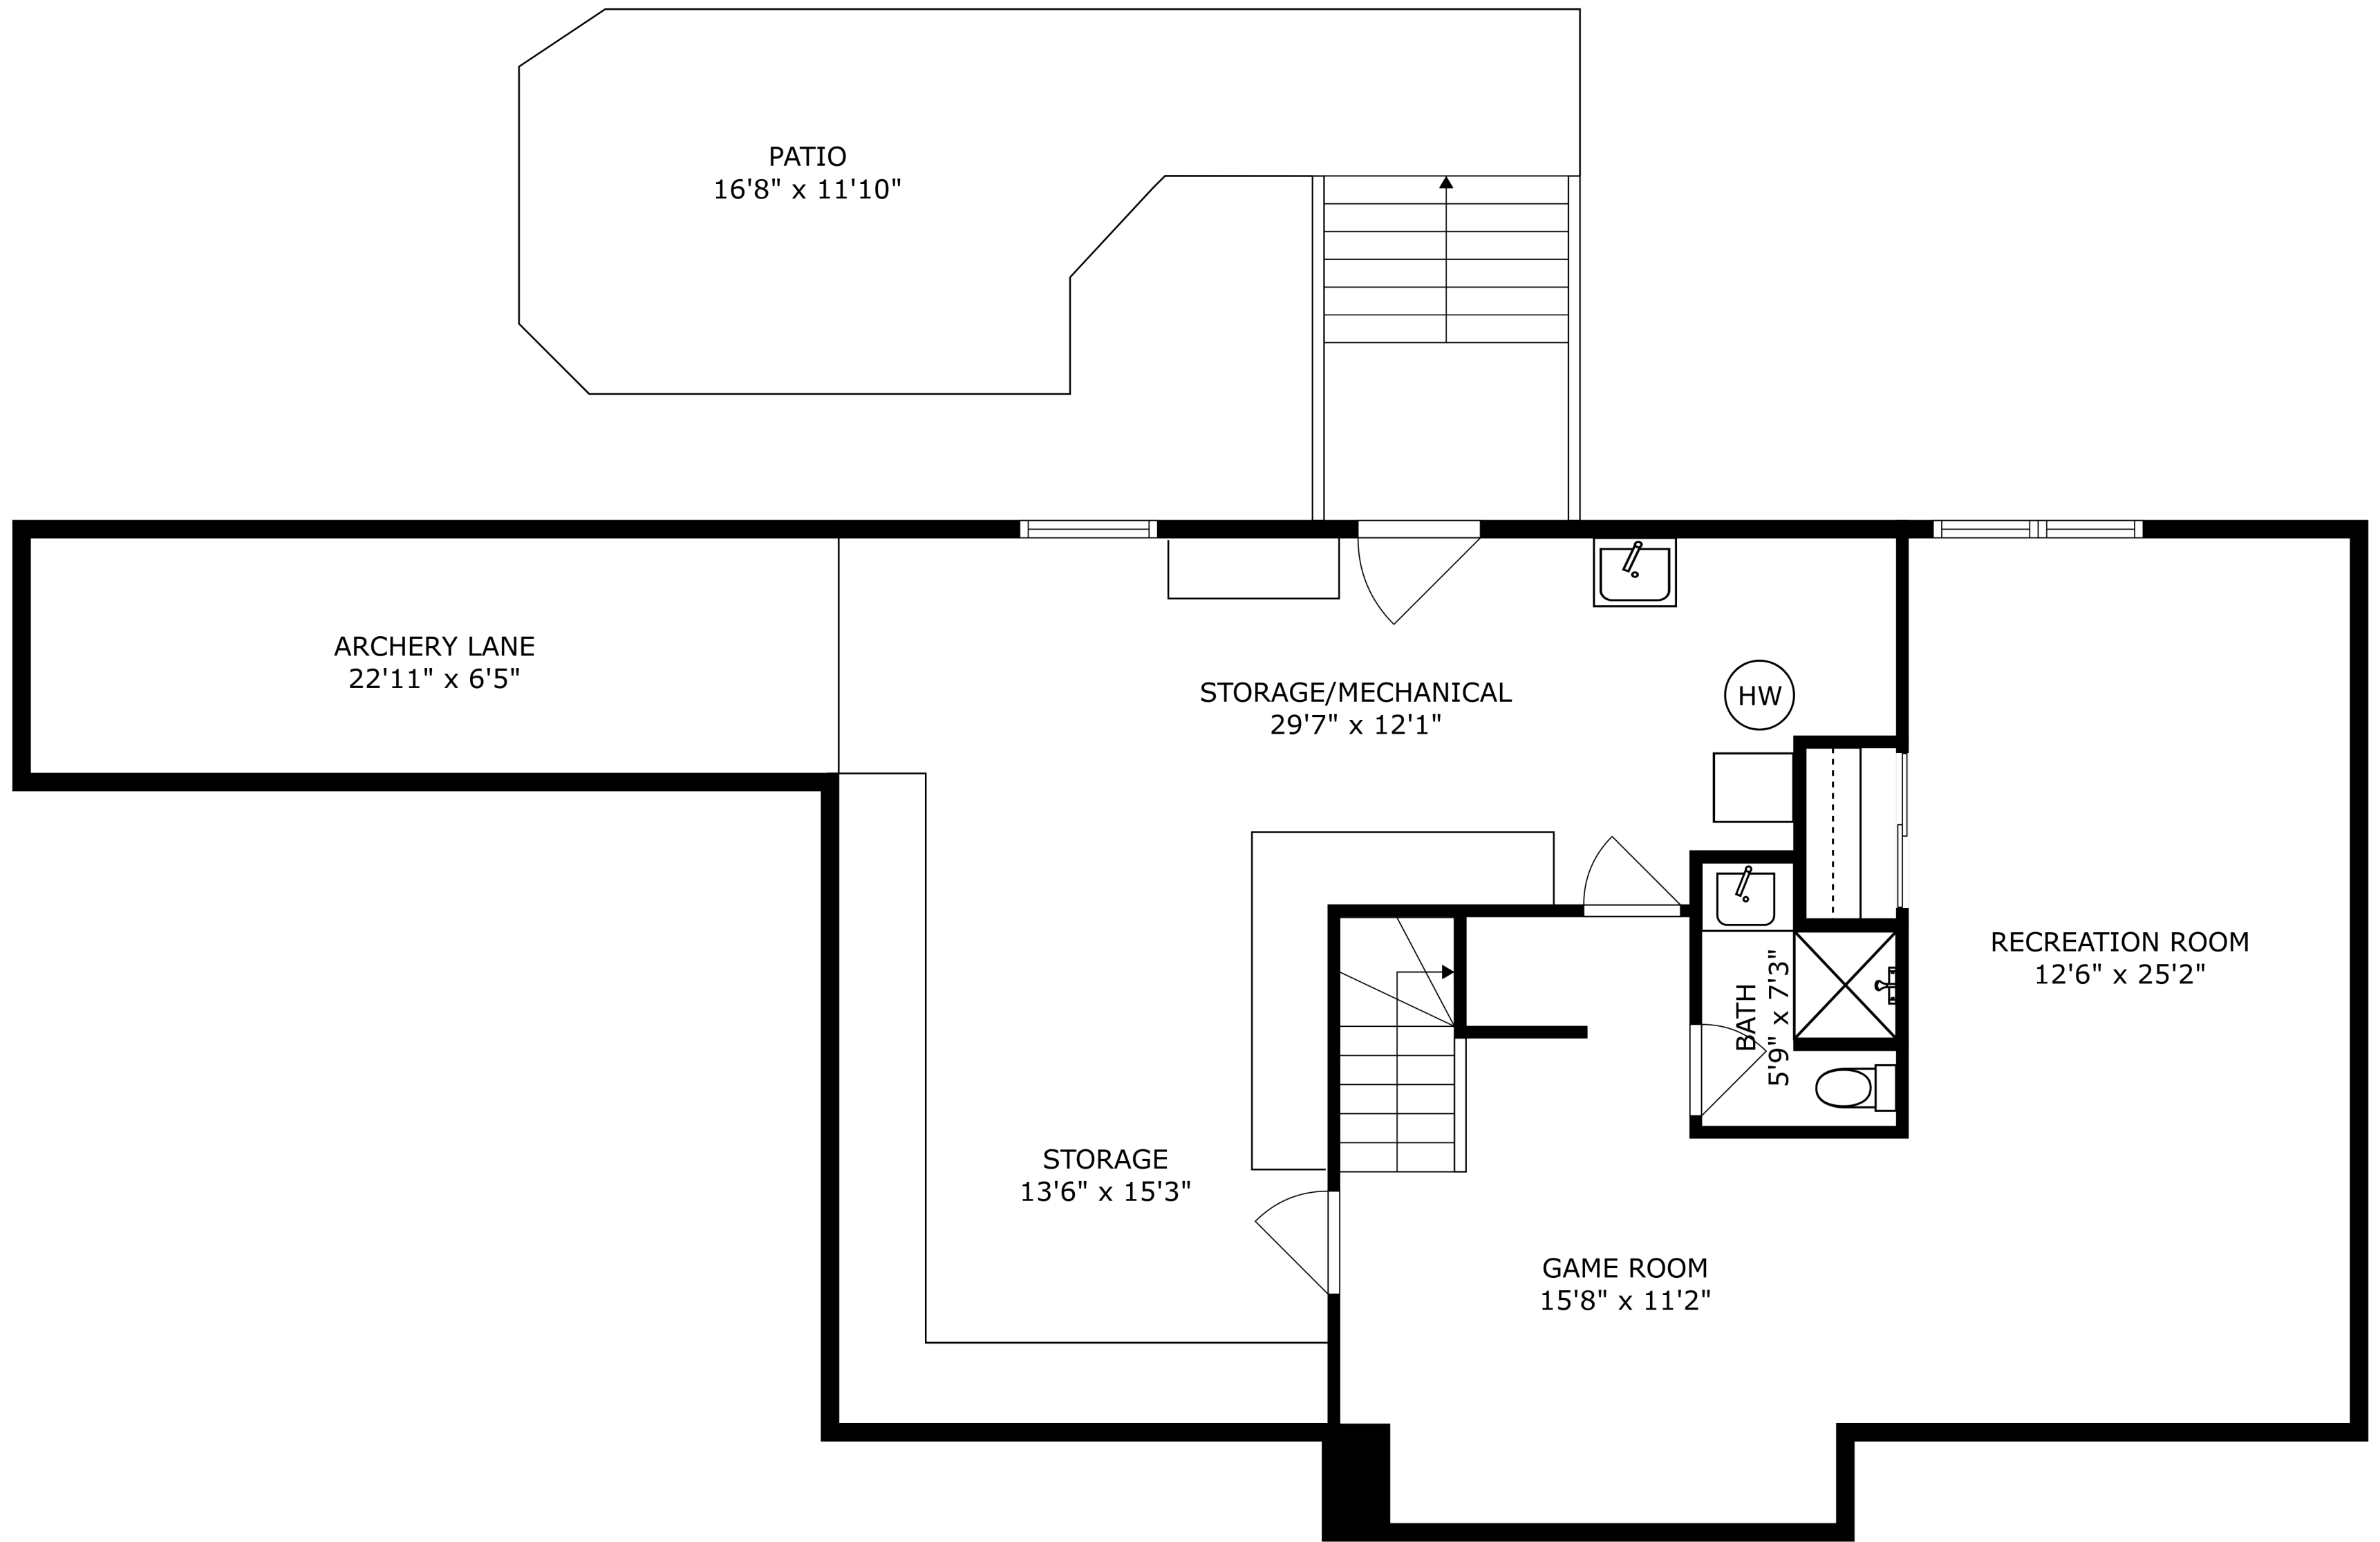 PATIO
16'8" x 11'10"
ARCHERY LANE
22'11" x 6'5"
STORAGE/MECHANICAL
29'7" x 12'1"
HW
RECREATION ROOM
12'6" x 25'2"
BATH
5'9" x 7'3"
STORAGE
13'6" x 15'3"
GAME ROOM
15'8" x 11'2"